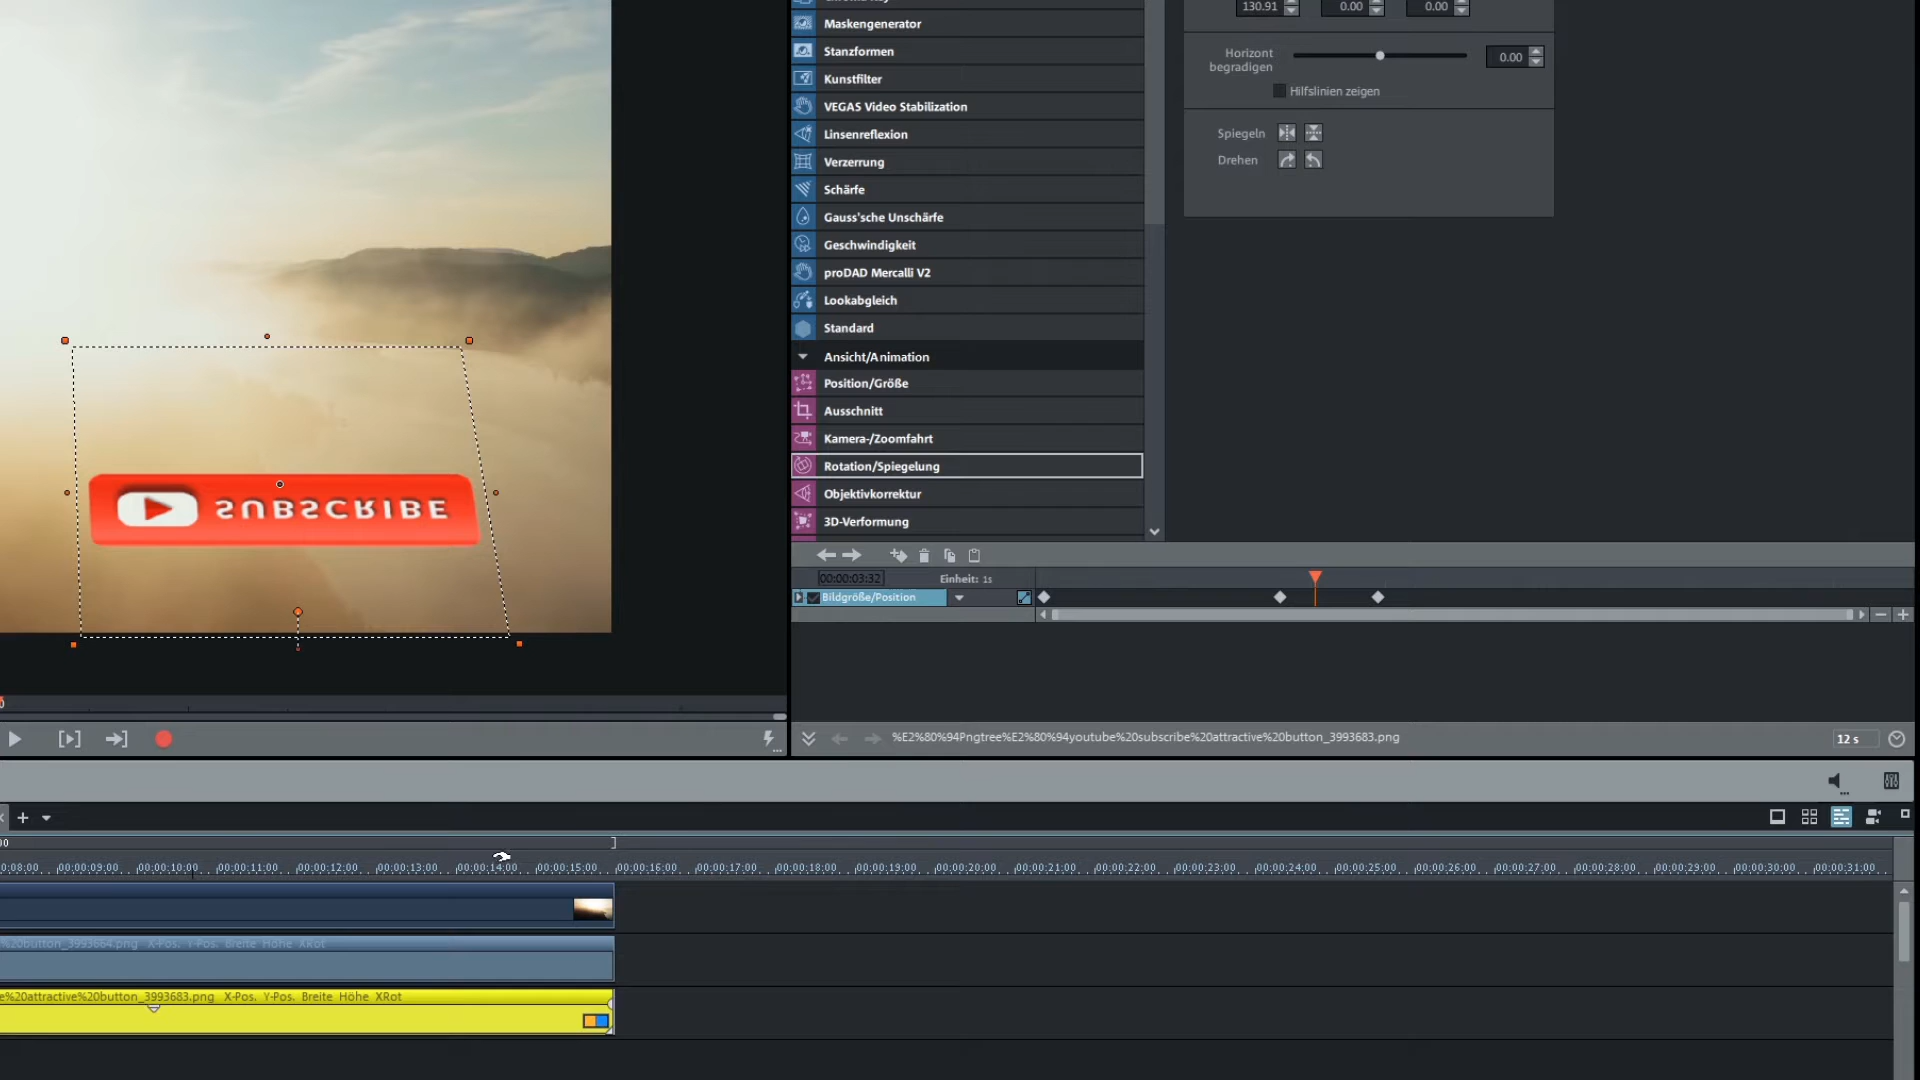 130.91 0.00 0.00
Maskengenerator
Stanzformen
Kunstfilter
VEGAS Video Stabilization
Linsenreflexion
Verzerrung
Schärfe
Gauss'sche Unschärfe
Geschwindigkeit
proDAD Mercalli V2
Lookabgleich
Standard
Ansicht/Animation
Position/Größe
Ausschnitt
Kamera-/Zoomfahrt
Rotation/Spiegelung
Objektivkorrektur
3D-Verformung
Horizont
begradigen
0.00
Hilfslinien zeigen
Spiegeln
Drehen
SUBSCRIBE
00:00:03:32 Einheit: 1s
Bildgröße/Position
%E2%80%94Pngtree%E2%80%94youtube%20subscribe%20attractive%20button_3993683.png
12 s
00
0:08:00 00:00:09:00 00:00:10:00 00:00:11:00 00:00:12:00 00:00:13:00 00:00:14:00 00:00:15:00 00:00:16:00 00:00:17:00 00:00:18:00 00:00:19:00 00:00:20:00 00:00:21:00 00:00:22:00 00:00:23:00 00:00:24:00 00:00:25:00 00:00:26:00 00:00:27:00 00:00:28:00 00:00:29:00 00:00:30:00 00:00:31:00
%20button_3993664.png X-Pos. Y-Pos. Breite Höhe XRot
e%20attractive%20button_3993683.png X-Pos. Y-Pos. Breite Höhe XRot